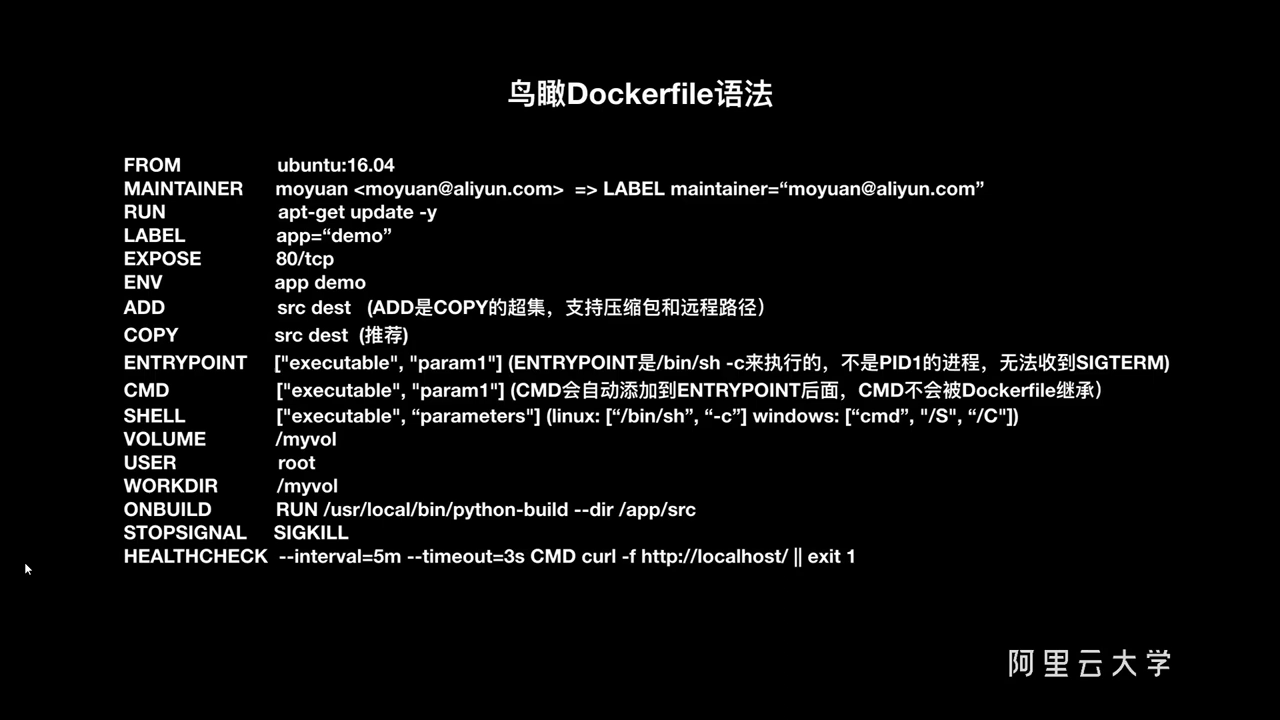 鸟瞰Dockerfile语法
FROM ubuntu:16.04
MAINTAINER moyuan <moyuan@aliyun.com> => LABEL maintainer=“moyuan@aliyun.com”
RUN apt-get update -y
LABEL app=“demo”
EXPOSE 80/tcp
ENV app demo
ADD src dest (ADD是COPY的超集，支持压缩包和远程路径）
COPY src dest (推荐)
ENTRYPOINT ["executable", "param1"] (ENTRYPOINT是/bin/sh -c来执行的，不是PID1的进程，无法收到SIGTERM)
CMD ["executable", "param1"] (CMD会自动添加到ENTRYPOINT后面，CMD不会被Dockerfile继承）
SHELL ["executable", “parameters"] (linux: [“/bin/sh”, “-c”] windows: [“cmd”, "/S", “/C"])
VOLUME /myvol
USER root
WORKDIR /myvol
ONBUILD RUN /usr/local/bin/python-build --dir /app/src
STOPSIGNAL SIGKILL
HEALTHCHECK --interval=5m --timeout=3s CMD curl -f http://localhost/ || exit 1
阿里云大学